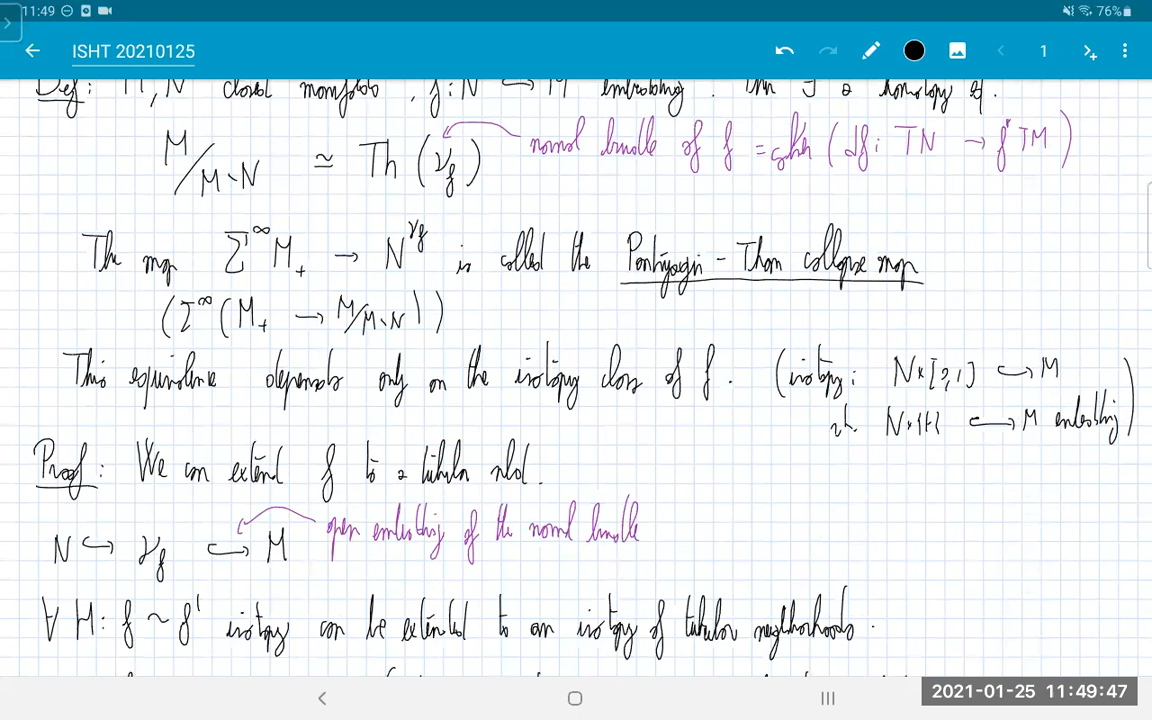 11:49
76%
ISHT 20210125
1
Def: M, N closed manifolds, f: N ↪ M embedding. Then ∃ a homotopy eq.
M/M∖N ≃ Th(ν_f) normal bundle of f = (df: TN → f*TM)
The map Σ^∞ M₊ → N^{ν_f} is called the Pontryagin-Thom collapse map
(Σ^∞(M₊ → M/M∖N))
This equivalence depends only on the isotopy class of f. (isotopy: N×[0,1] ↪ M
N×{t} ↪ M embedding)
Proof: We can extend f to a tubular nbd.
N ↪ ν_f ↪ M open embedding of the normal bundle
∀ H: f ~ f' isotopy can be extended to an isotopy of tubular neighborhoods.
2021-01-25 11:49:47